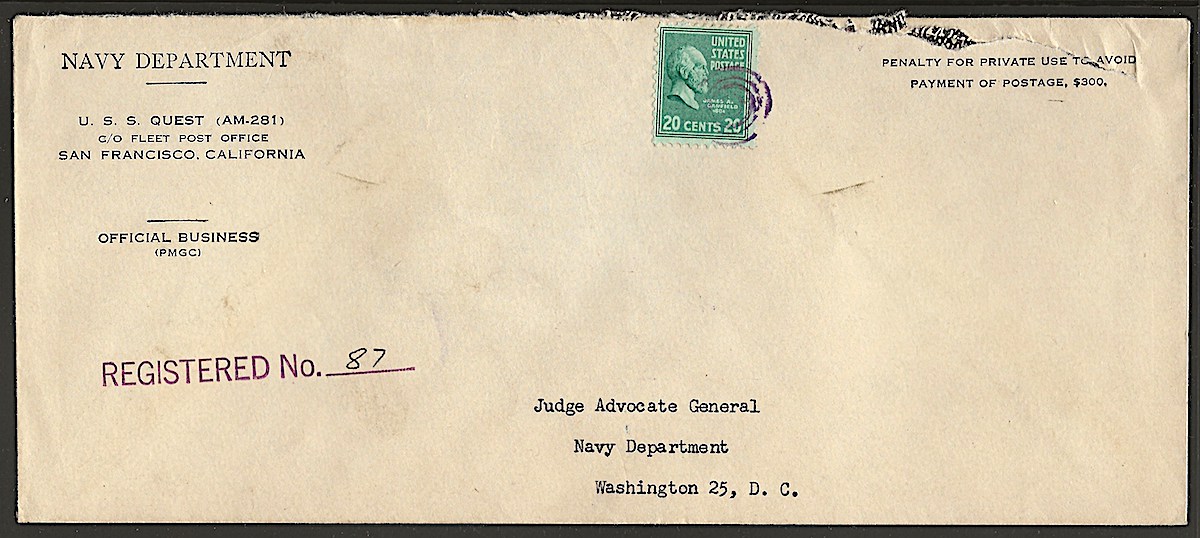 NAVY DEPARTMENT
U. S. S. QUEST (AM-281)
C/O FLEET POST OFFICE
SAN FRANCISCO, CALIFORNIA
OFFICIAL BUSINESS
(PMGC)
UNITED
STATES
POSTAGE
JAMES A.
GARFIELD
20 CENTS 20
PENALTY FOR PRIVATE USE TO AVOID
PAYMENT OF POSTAGE, $300.
REGISTERED No. 87
Judge Advocate General
Navy Department
Washington 25, D. C.